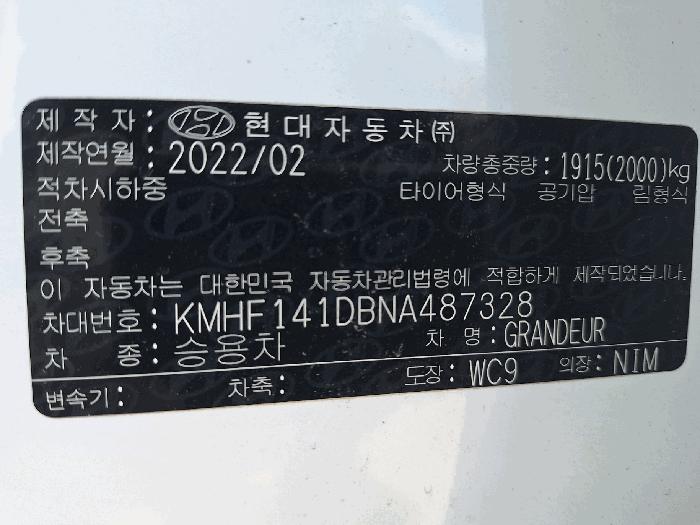 제 작 자 : 현대자동차㈜
제작연월 : 2022/02 차량총중량 : 1915(2000)kg
적차시하중 타이어형식 공기압 림형식
전축
후축
이 자동차는 대한민국 자동차관리법령에 적합하게 제작되었습니다.
차대번호 : KMHF141DBNA487328
차 종 : 승용차 차 명 : GRANDEUR
변속기 : 차축 : 도장 : WC9 의장 : NIM